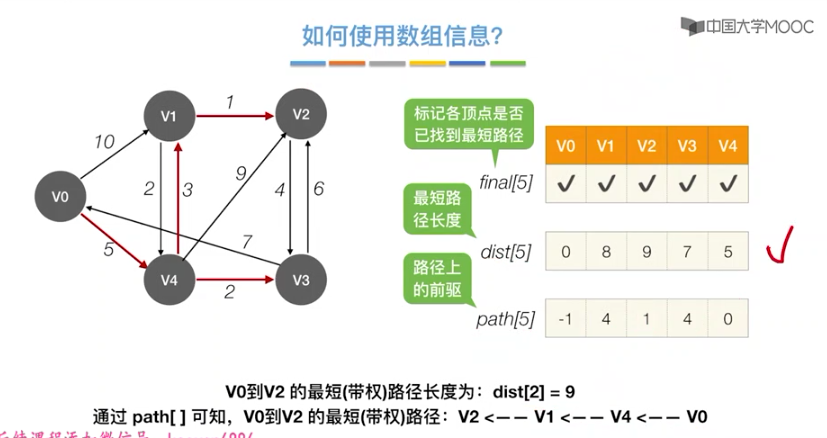 中国大学MOOC
如何使用数组信息?
V0
V1
V2
V3
V4
10
1
2
3
9
4
6
7
5
2
标记各顶点是否
已找到最短路径
V0 V1 V2 V3 V4
final[5] ✓ ✓ ✓ ✓ ✓
最短路
径长度
dist[5] 0 8 9 7 5
路径上
的前驱
path[5] -1 4 1 4 0
V0到V2 的最短(带权)路径长度为：dist[2] = 9
通过 path[ ] 可知，V0到V2 的最短(带权)路径：V2 <—— V1 <—— V4 <—— V0